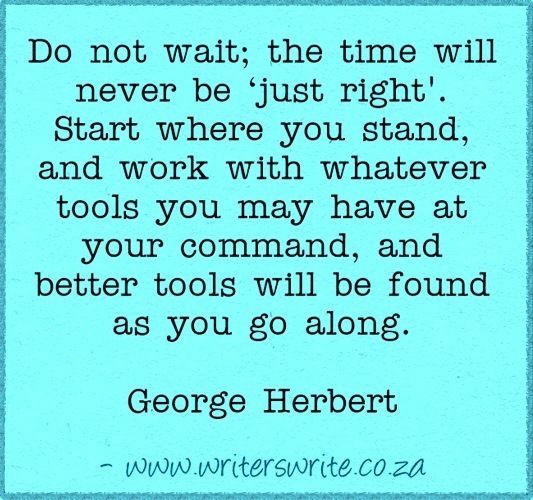 Do not wait; the time will
never be ‘just right'.
Start where you stand,
and work with whatever
tools you may have at
your command, and
better tools will be found
as you go along.
George Herbert
- www.writerswrite.co.za